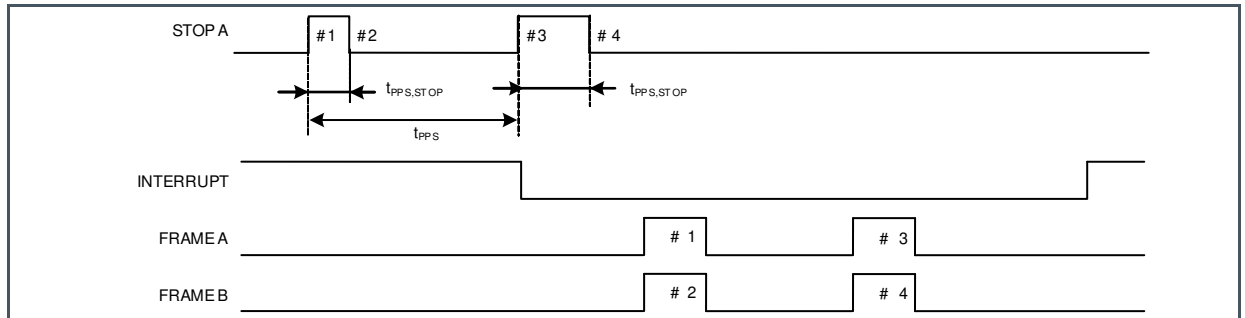 STOP A
#1 #2 #3 # 4
tPPS,STOP tPPS,STOP
tPPS
INTERRUPT
FRAME A
# 1 # 3
FRAME B
# 2 # 4